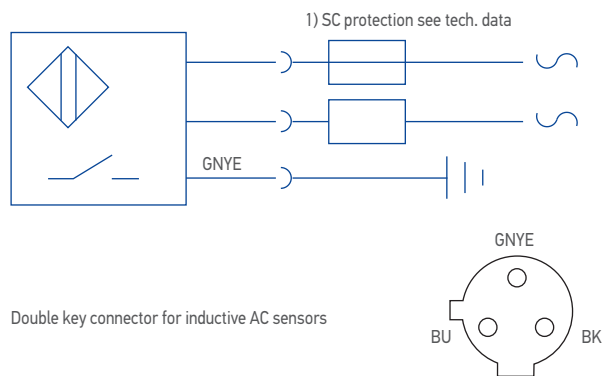 1) SC protection see tech. data
GNYE
GNYE
Double key connector for inductive AC sensors
BU
BK